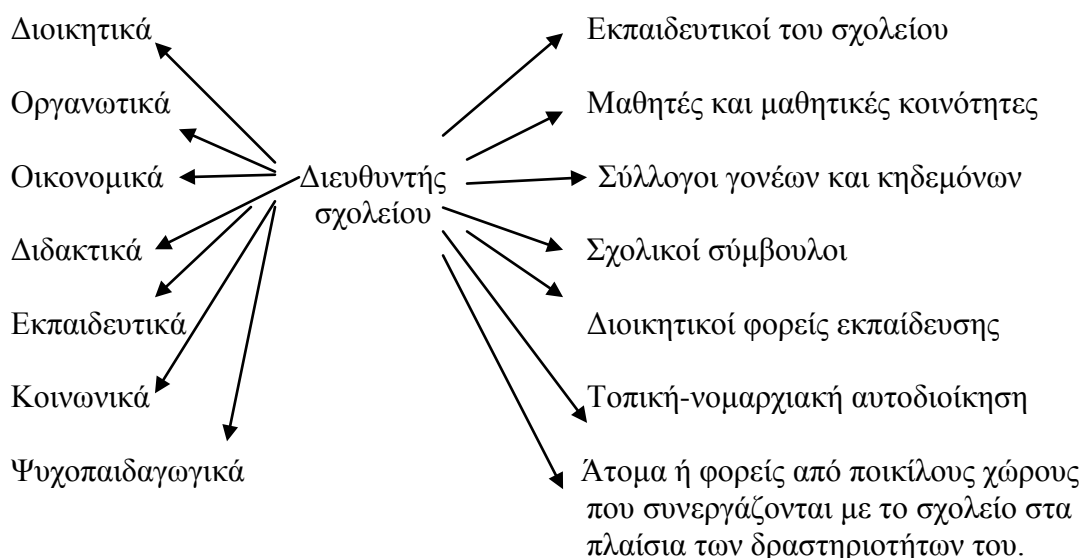 Διοικητικά
Οργανωτικά
Οικονομικά
Διδακτικά
Εκπαιδευτικά
Κοινωνικά
Ψυχοπαιδαγωγικά
Διευθυντής
σχολείου
Εκπαιδευτικοί του σχολείου
Μαθητές και μαθητικές κοινότητες
Σύλλογοι γονέων και κηδεμόνων
Σχολικοί σύμβουλοι
Διοικητικοί φορείς εκπαίδευσης
Τοπική-νομαρχιακή αυτοδιοίκηση
Άτομα ή φορείς από ποικίλους χώρους
που συνεργάζονται με το σχολείο στα
πλαίσια των δραστηριοτήτων του.